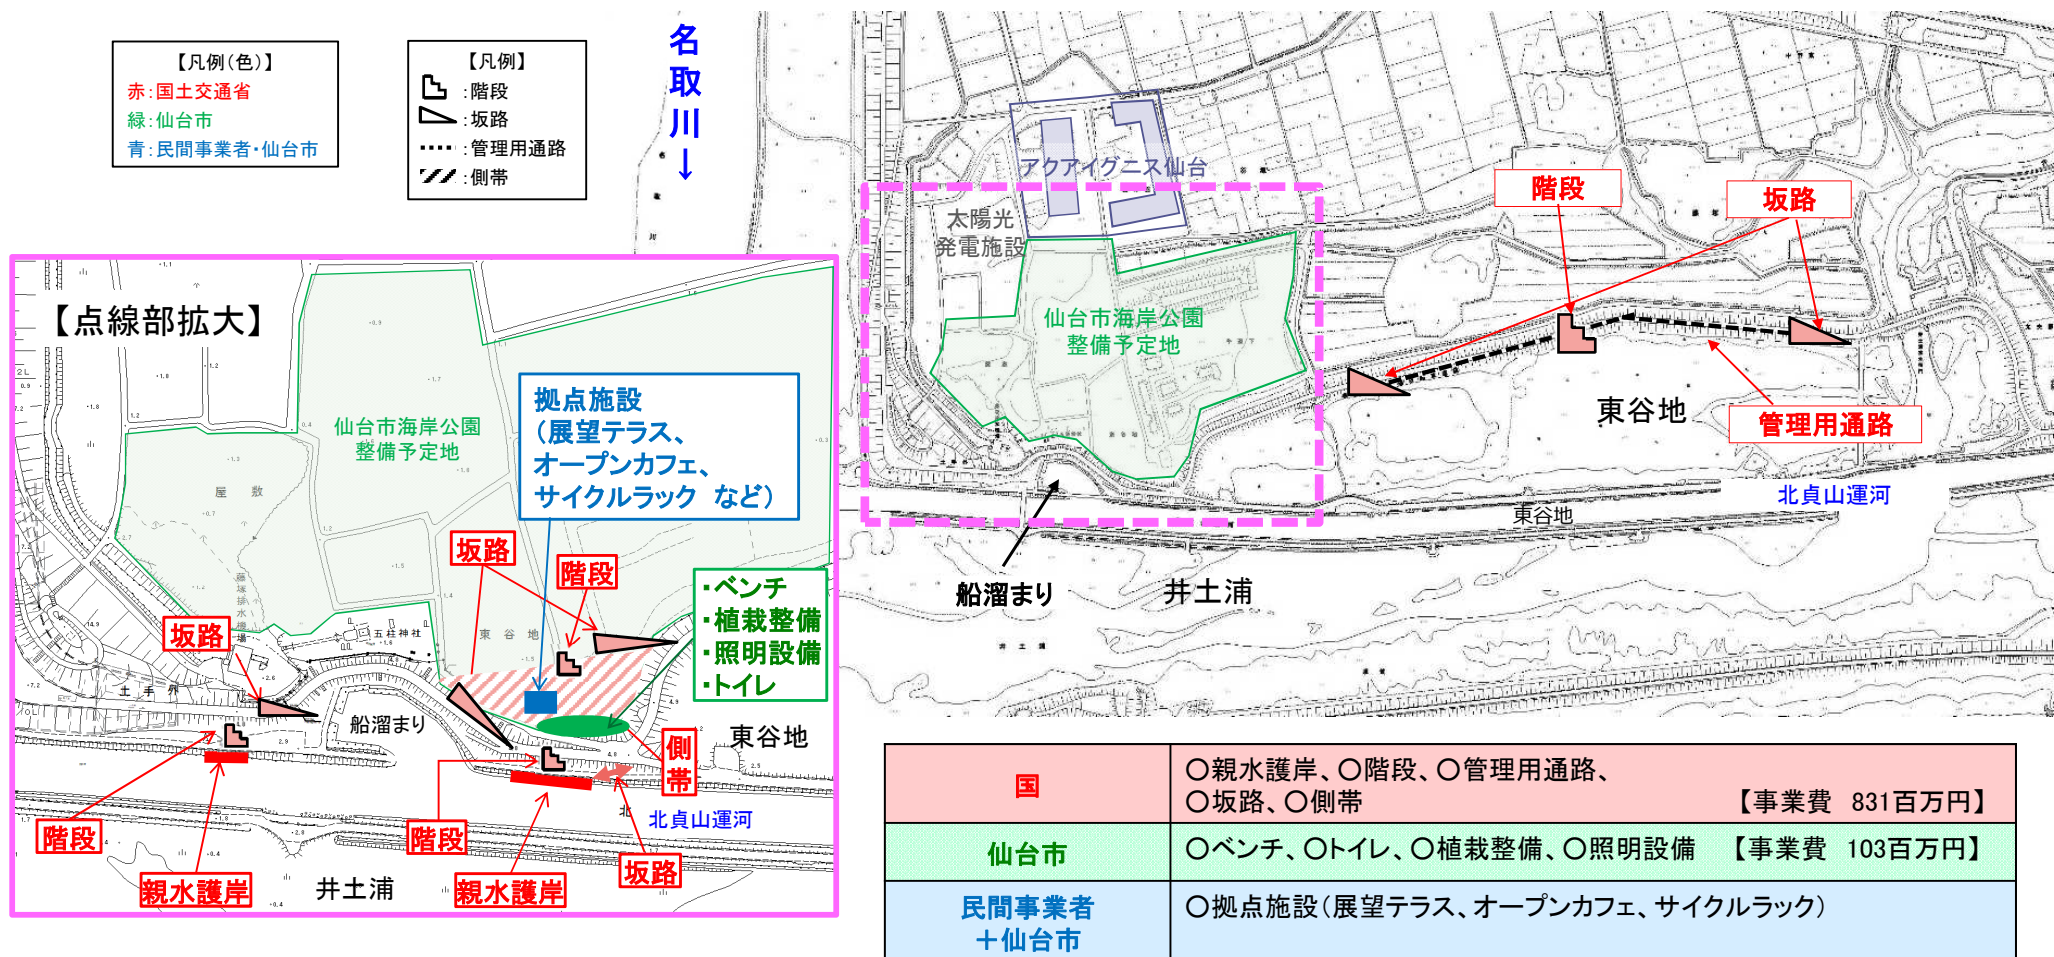 【凡例(色)】
赤:国土交通省
緑:仙台市
青:民間事業者・仙台市
【凡例】
:階段
:坂路
:管理用通路
:側帯
名取川↓
アクアイグニス仙台
太陽光
発電施設
仙台市海岸公園
整備予定地
階段
坂路
管理用通路
東谷地
北貞山運河
東谷地
船溜まり
井土浦
【点線部拡大】
仙台市海岸公園
整備予定地
拠点施設
(展望テラス、
オープンカフェ、
サイクルラック など)
屋敷
藤塚排水機場
坂路
階段
・ベンチ
・植栽整備
・照明設備
・トイレ
坂路
五柱神社
東谷地
土手外
船溜まり
東谷地
側帯
階段
階段
北
北貞山運河
坂路
親水護岸
井土浦
親水護岸
国
○親水護岸、○階段、○管理用通路、
○坂路、○側帯 【事業費 831百万円】
仙台市
○ベンチ、○トイレ、○植栽整備、○照明設備 【事業費 103百万円】
民間事業者
+仙台市
○拠点施設(展望テラス、オープンカフェ、サイクルラック)